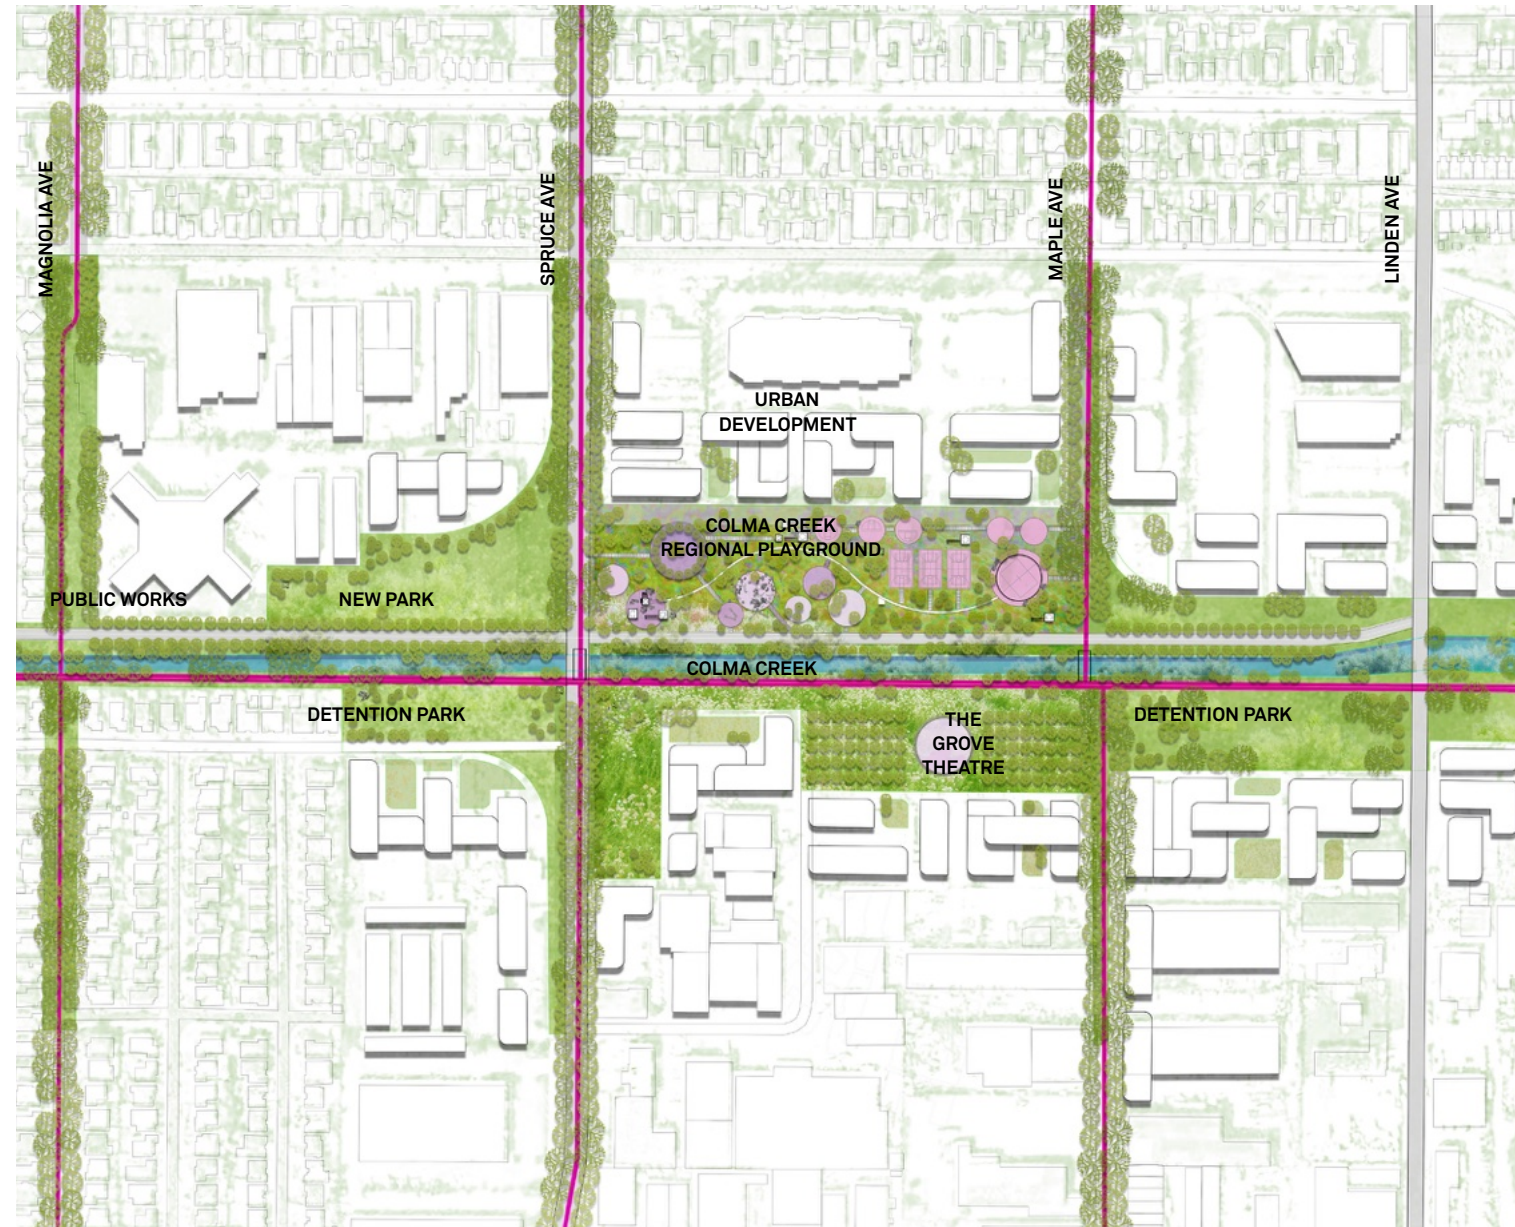 MAGNOLIA AVE
SPRUCE AVE
MAPLE AVE
LINDEN AVE
URBAN
DEVELOPMENT
COLMA CREEK
REGIONAL PLAYGROUND
PUBLIC WORKS
NEW PARK
COLMA CREEK
DETENTION PARK
THE
GROVE
THEATRE
DETENTION PARK